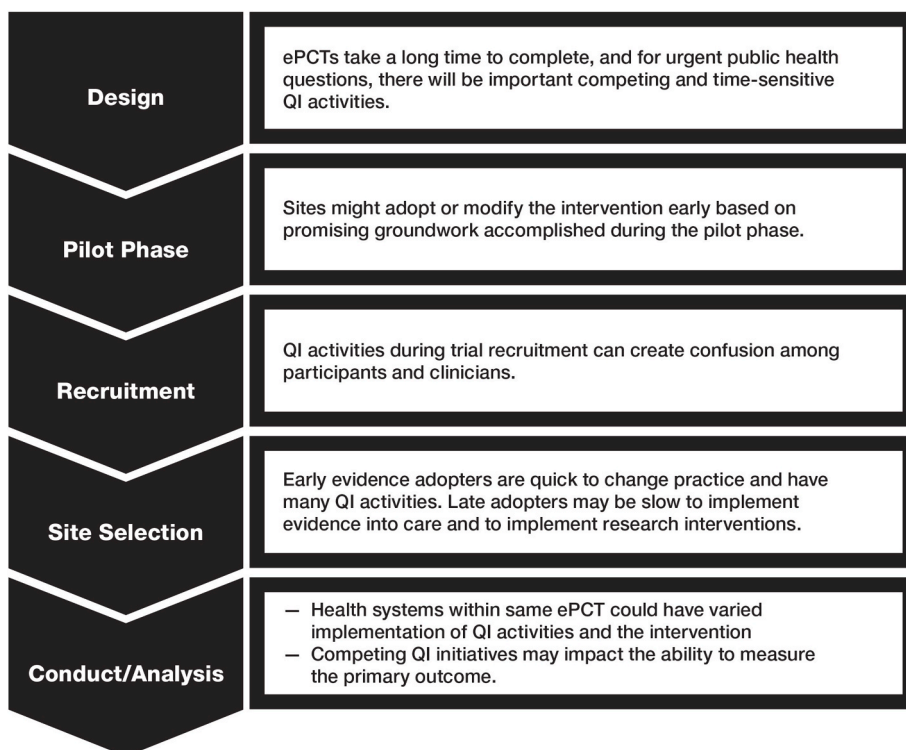 Design
ePCTs take a long time to complete, and for urgent public health
questions, there will be important competing and time-sensitive
QI activities.
Pilot Phase
Sites might adopt or modify the intervention early based on
promising groundwork accomplished during the pilot phase.
Recruitment
QI activities during trial recruitment can create confusion among
participants and clinicians.
Site Selection
Early evidence adopters are quick to change practice and have
many QI activities. Late adopters may be slow to implement
evidence into care and to implement research interventions.
Conduct/Analysis
— Health systems within same ePCT could have varied
implementation of QI activities and the intervention
— Competing QI initiatives may impact the ability to measure
the primary outcome.